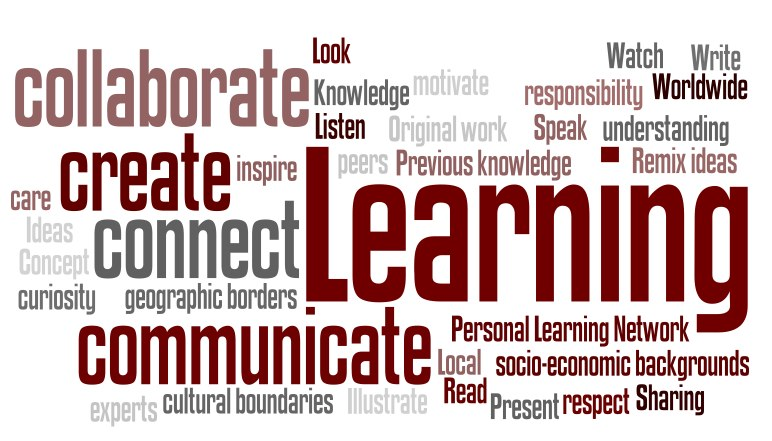 Look
Watch
Write
collaborate
Knowledge
motivate
responsibility
Worldwide
Listen
Original work
Speak
understanding
create
inspire
peers
Previous knowledge
Remix ideas
care
Learning
Ideas
connect
Concept
curiosity
geographic borders
communicate
Personal Learning Network
Local
socio-economic backgrounds
Read
experts
cultural boundaries
Illustrate
Present
respect
Sharing